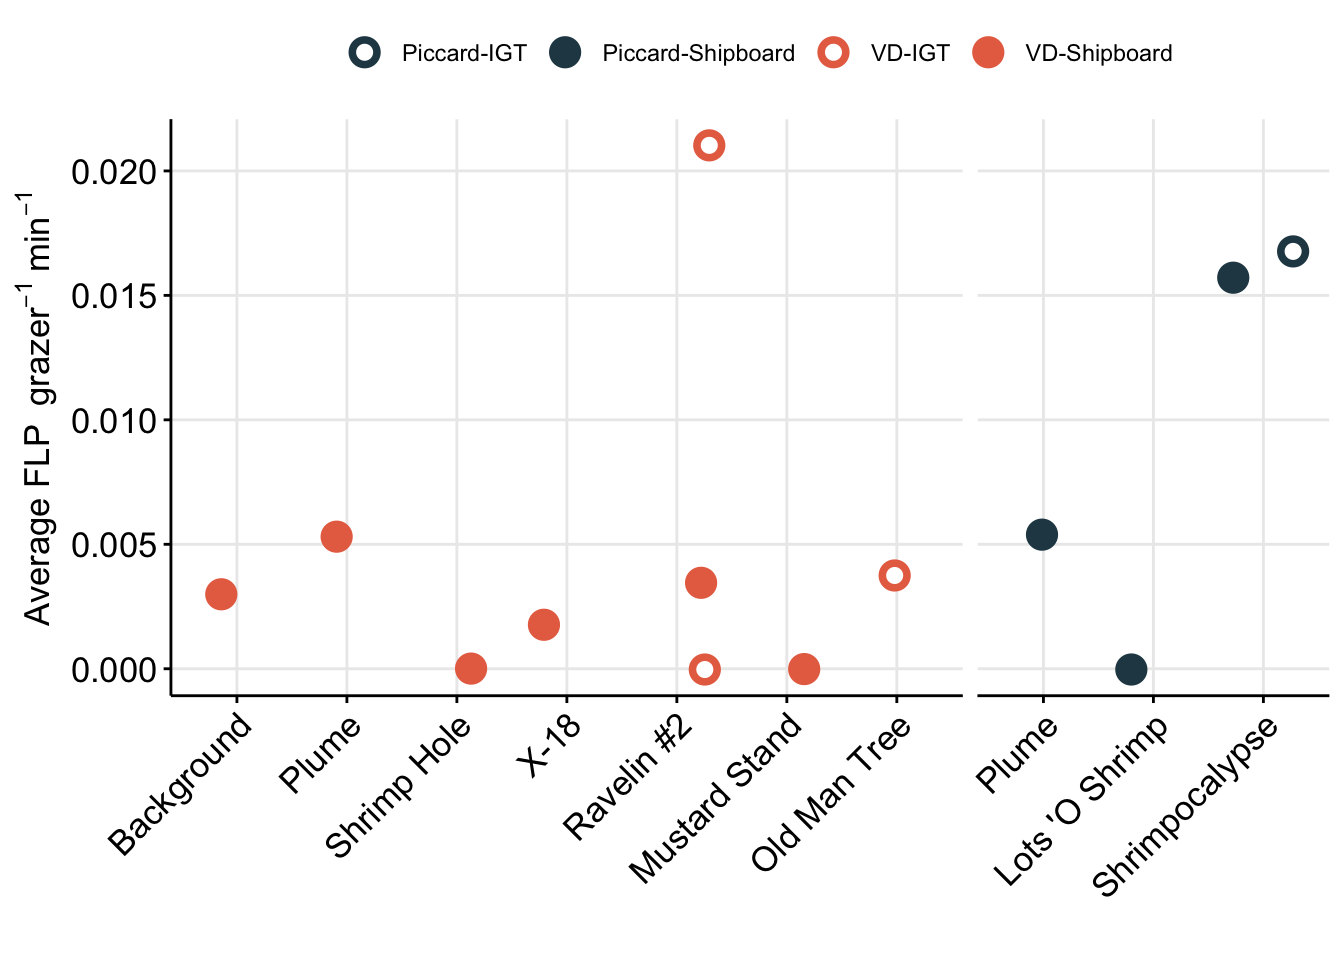 Piccard-IGT Piccard-Shipboard VD-IGT VD-Shipboard
Average FLP grazer⁻¹ min⁻¹
0.020
0.015
0.010
0.005
0.000
Background
Plume
Shrimp Hole
X-18
Ravelin #2
Mustard Stand
Old Man Tree
Plume
Lots 'O Shrimp
Shrimpocalypse